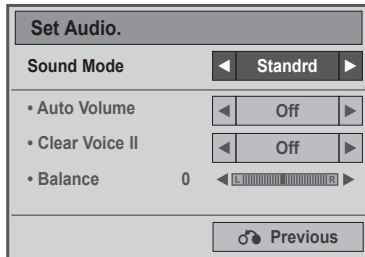 Set Audio.
Sound Mode ◄ Standrd ►
• Auto Volume ◄ Off ►
• Clear Voice II ◄ Off ►
• Balance 0 ◄ L R ►
Previous